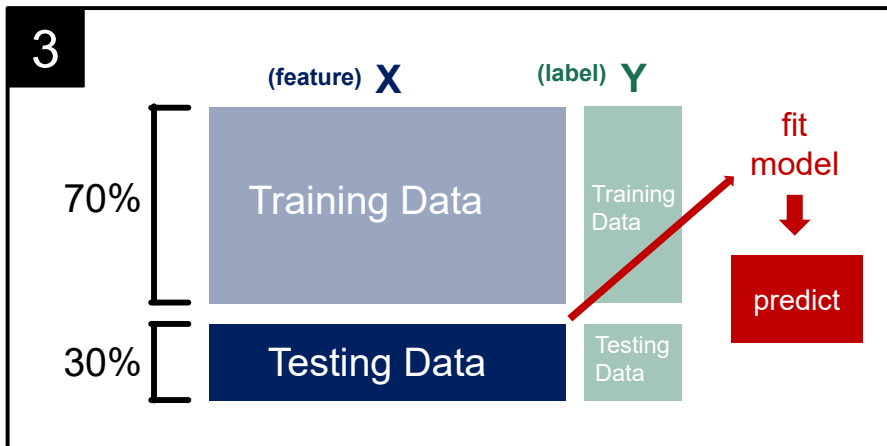 3
(feature) X
(label) Y
70%
Training Data
Training
Data
fit
model
predict
30%
Testing Data
Testing
Data